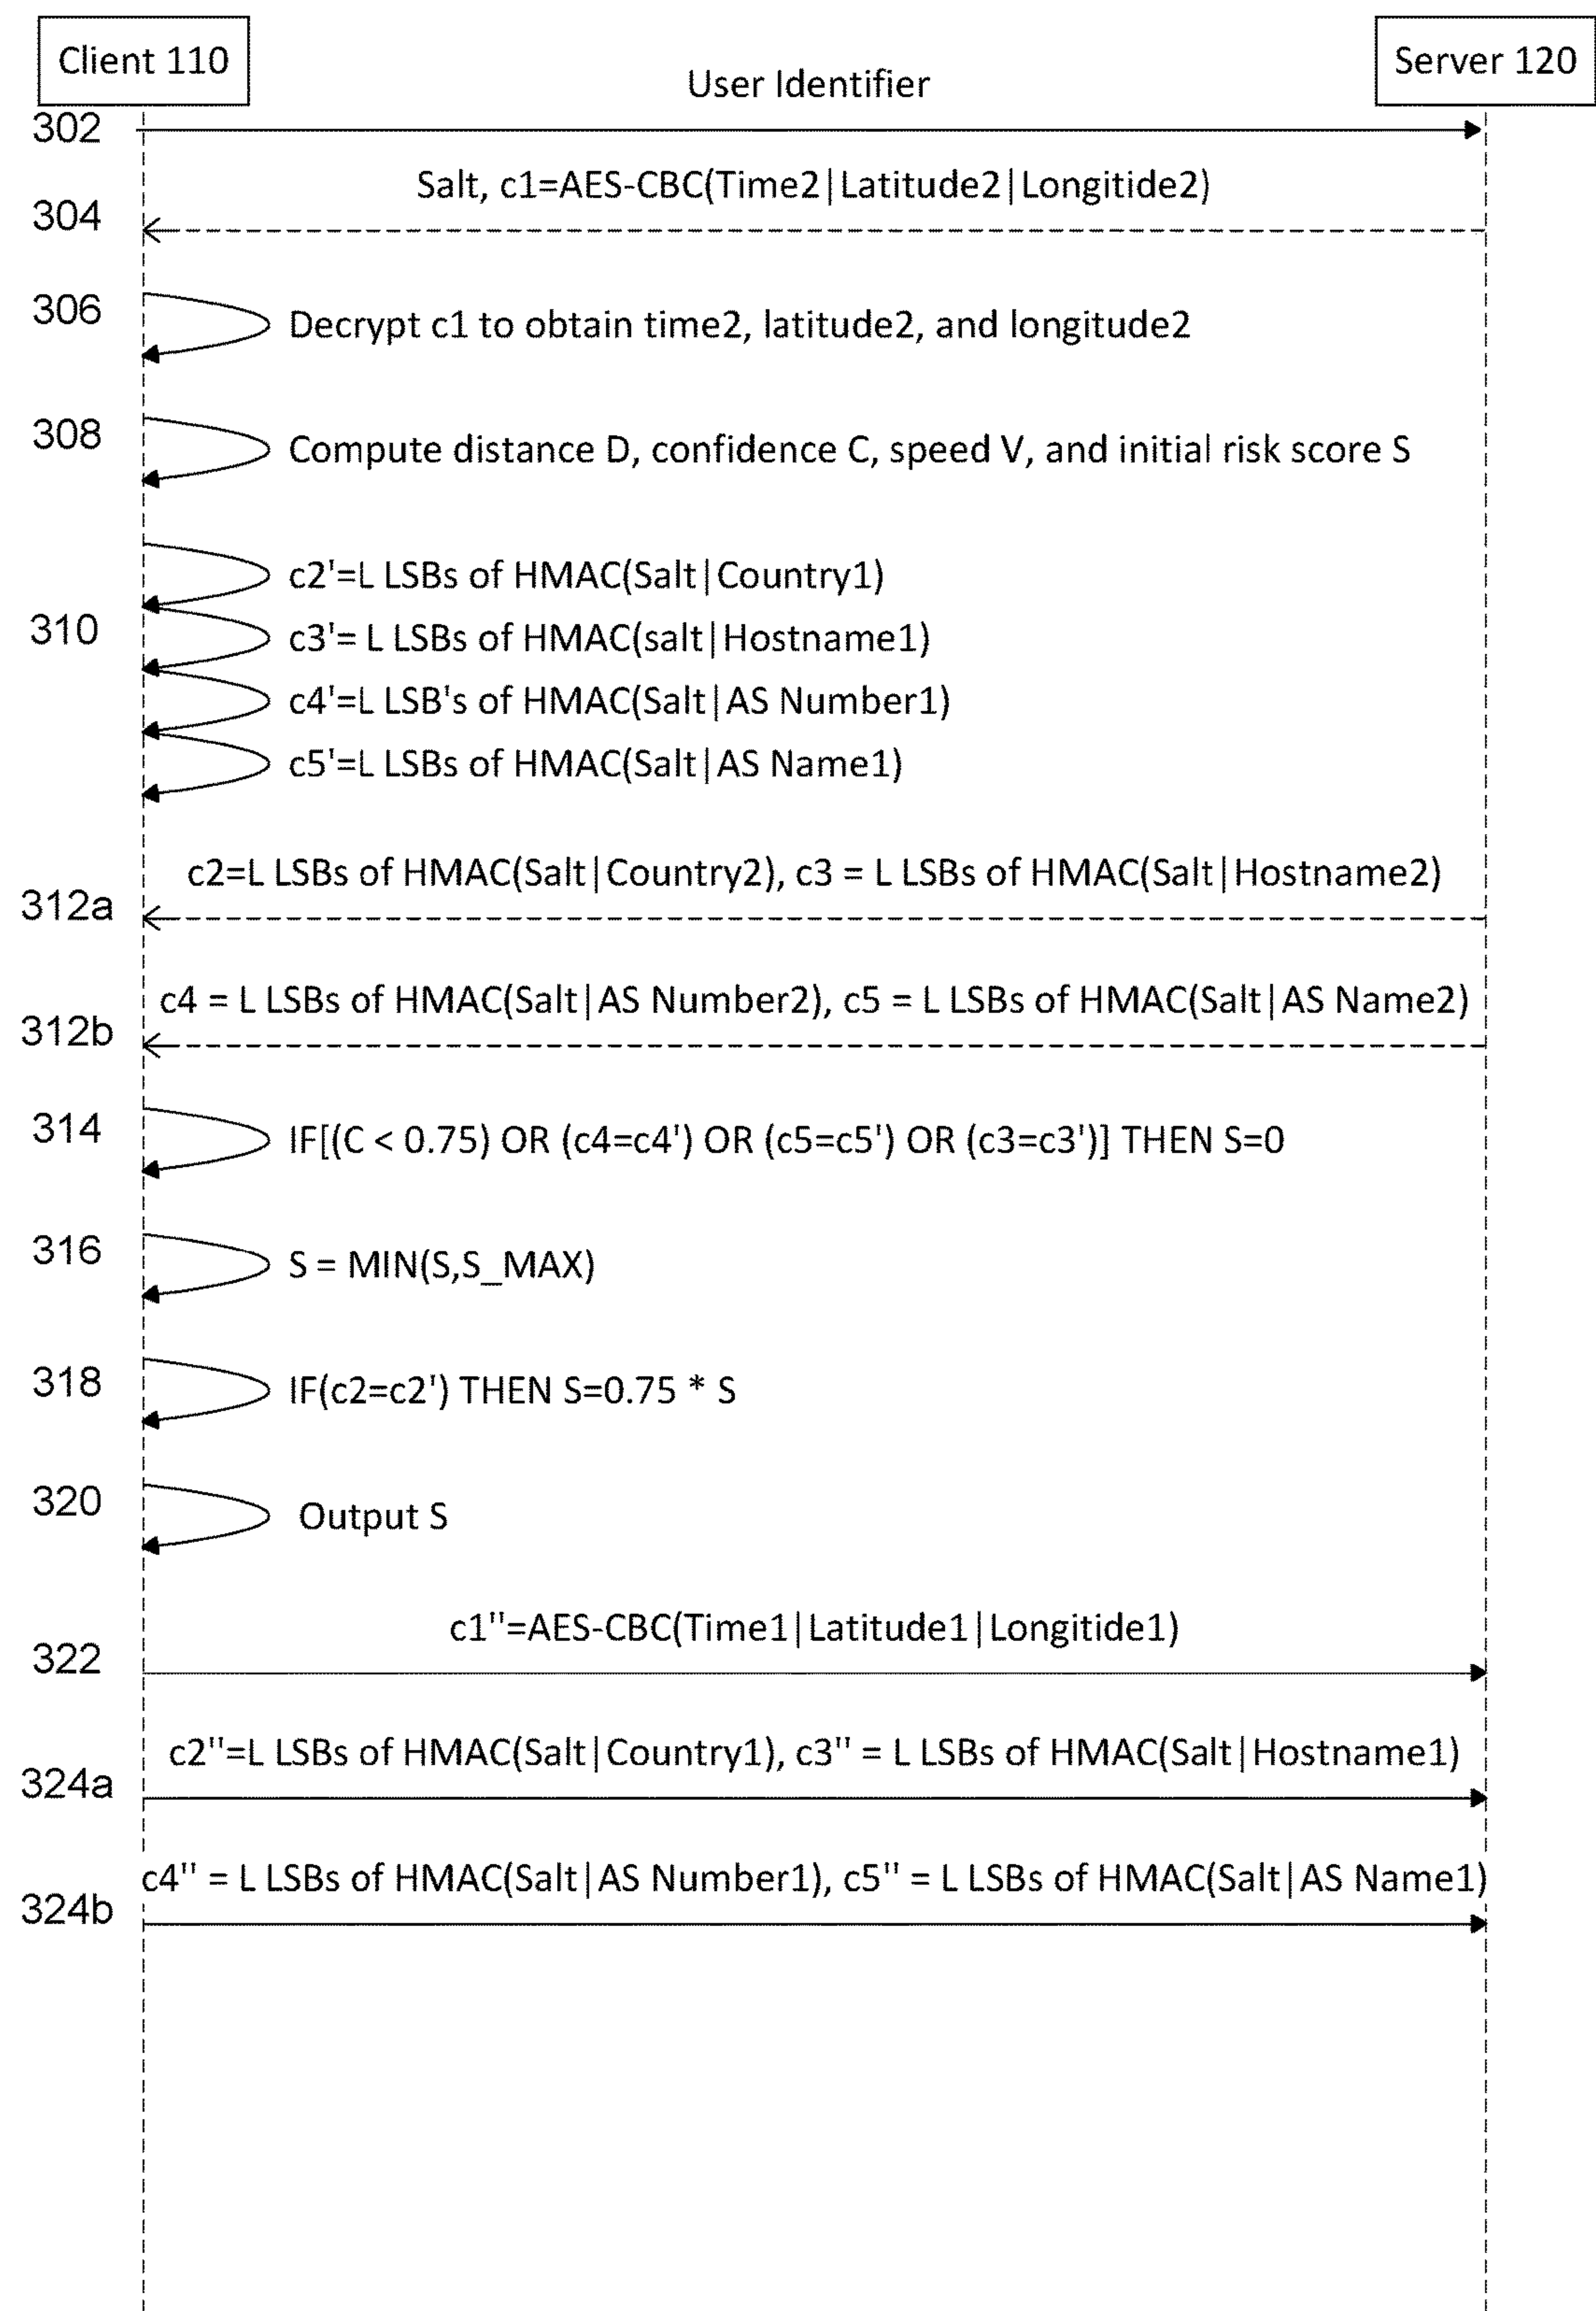 Client 110
Server 120
User Identifier
302
Salt, c1=AES-CBC(Time2|Latitude2|Longitide2)
304
306
Decrypt c1 to obtain time2, latitude2, and longitude2
308
Compute distance D, confidence C, speed V, and initial risk score S
c2'=L LSBs of HMAC(Salt|Country1)
310
c3'= L LSBs of HMAC(salt|Hostname1)
c4'=L LSB's of HMAC(Salt|AS Number1)
c5'=L LSBs of HMAC(Salt|AS Name1)
c2=L LSBs of HMAC(Salt|Country2), c3 = L LSBs of HMAC(Salt|Hostname2)
312a
c4 = L LSBs of HMAC(Salt|AS Number2), c5 = L LSBs of HMAC(Salt|AS Name2)
312b
314
IF[(C < 0.75) OR (c4=c4') OR (c5=c5') OR (c3=c3')] THEN S=0
316
S = MIN(S,S_MAX)
318
IF(c2=c2') THEN S=0.75 * S
320
Output S
c1"=AES-CBC(Time1|Latitude1|Longitide1)
322
c2"=L LSBs of HMAC(Salt|Country1), c3" = L LSBs of HMAC(Salt|Hostname1)
324a
c4" = L LSBs of HMAC(Salt|AS Number1), c5" = L LSBs of HMAC(Salt|AS Name1)
324b